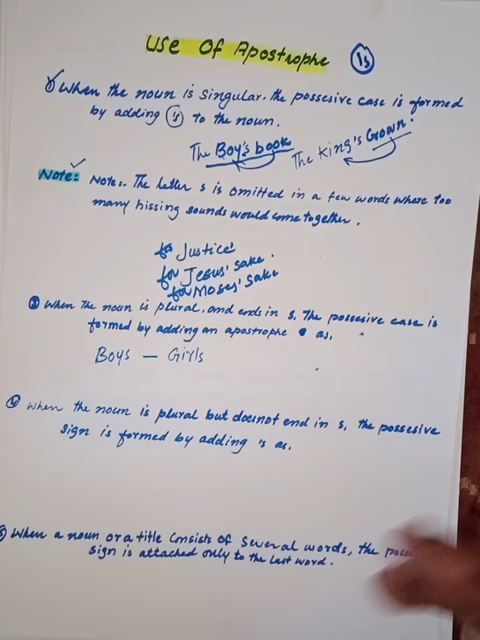 Use Of Apostrophe 's
1) When the noun is singular. the possesive case is formed
by adding 's to the noun.
The Boy's book The King's Crown.
Note: Note:. The letter s is omitted in a few words where too
many hissing sounds would come together.
for Justice'
for Jesus' sake.
for Moses' sake
When the noun is plural. and ends in s. The possesive case is
formed by adding an apostrophe as,
Boys — Girls
When the noun is plural but doesnot end in s, the possesive
sign is formed by adding 's as.
When a noun or a title Consists of several words, the
sign is attached only to the last word.